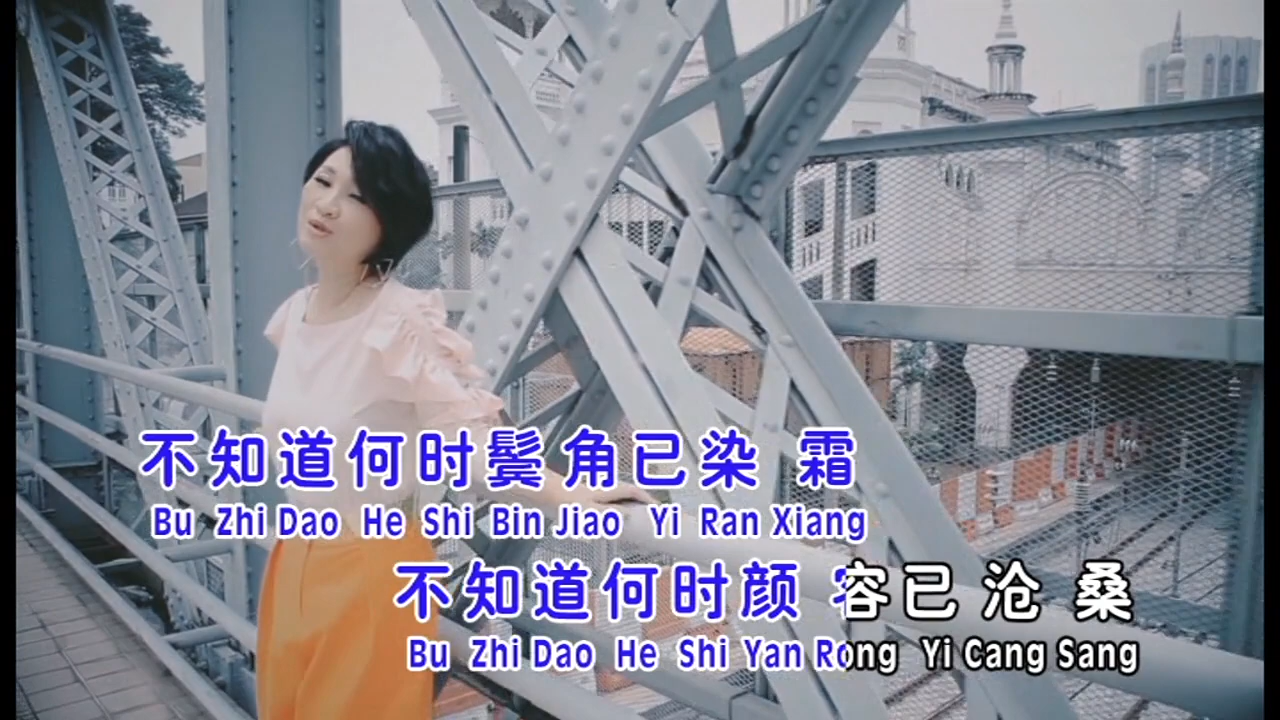 不知道何时鬓角已染 霜
Bu Zhi Dao He Shi Bin Jiao Yi Ran Xiang
不知道何时颜 容已 沧 桑
Bu Zhi Dao He Shi Yan Rong Yi Cang Sang